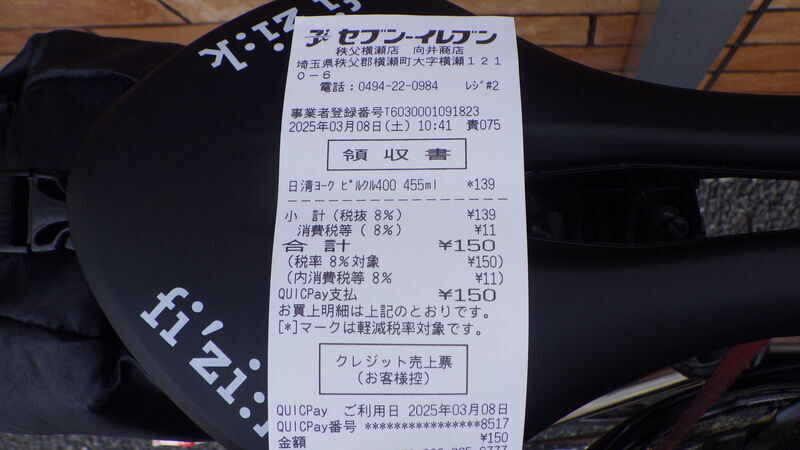 fi'zi:k
セブン-イレブン
秩父横瀬店 向井商店
埼玉県秩父郡横瀬町大字横瀬121
0-6
電話:0494-22-0984 レジ#2
事業者登録番号T6030001091823
2025年03月08日(土) 10:41 責075
領収書
日清ヨーク ピルクル400 455ml *139
小 計(税抜 8%) ¥139
消費税等( 8%) ¥11
合 計 ¥150
(税率 8%対象 ¥150)
(内消費税等 8% ¥11)
QUICPay支払 ¥150
お買上明細は上記のとおりです。
[*]マークは軽減税率対象です。
クレジット売上票
(お客様控)
QUICPay ご利用日 2025年03月08日
QUICPay番号 ****************8517
金額 ¥150
fi'zi: